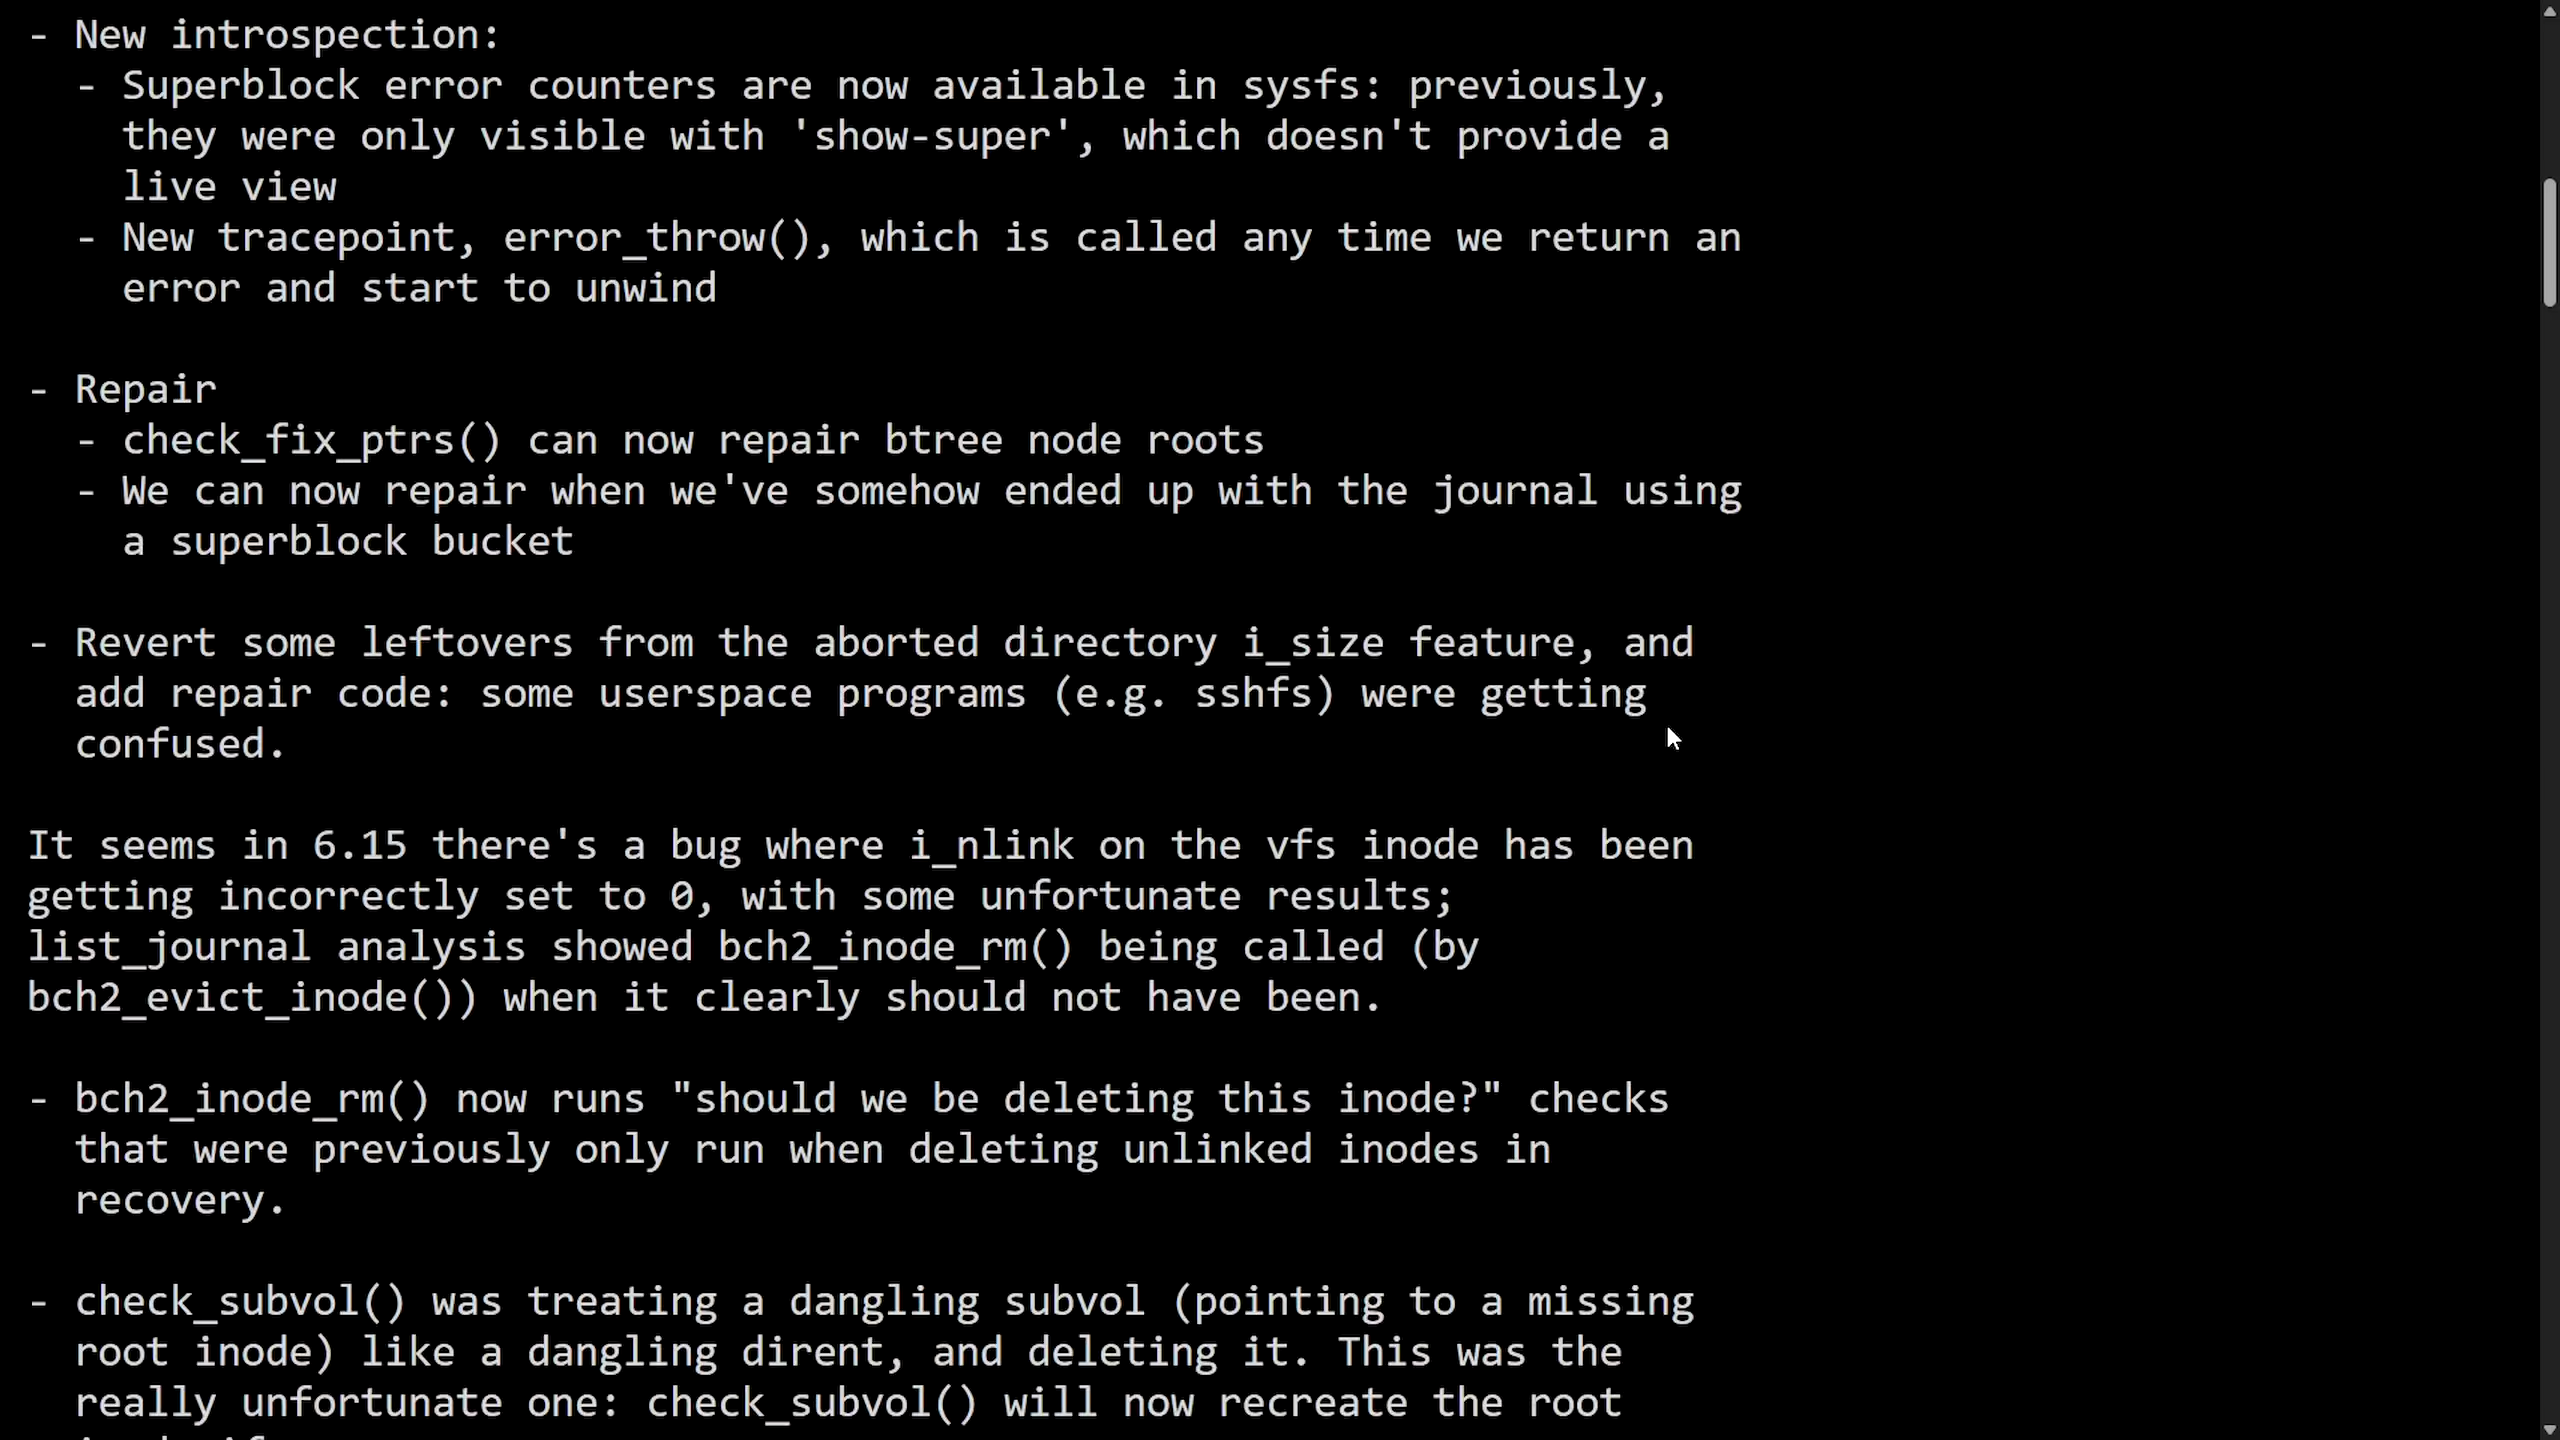 - New introspection:
- Superblock error counters are now available in sysfs: previously,
they were only visible with 'show-super', which doesn't provide a
live view
- New tracepoint, error_throw(), which is called any time we return an
error and start to unwind
- Repair
- check_fix_ptrs() can now repair btree node roots
- We can now repair when we've somehow ended up with the journal using
a superblock bucket
- Revert some leftovers from the aborted directory i_size feature, and
add repair code: some userspace programs (e.g. sshfs) were getting
confused.
It seems in 6.15 there's a bug where i_nlink on the vfs inode has been
getting incorrectly set to 0, with some unfortunate results;
list_journal analysis showed bch2_inode_rm() being called (by
bch2_evict_inode()) when it clearly should not have been.
- bch2_inode_rm() now runs "should we be deleting this inode?" checks
that were previously only run when deleting unlinked inodes in
recovery.
- check_subvol() was treating a dangling subvol (pointing to a missing
root inode) like a dangling dirent, and deleting it. This was the
really unfortunate one: check_subvol() will now recreate the root